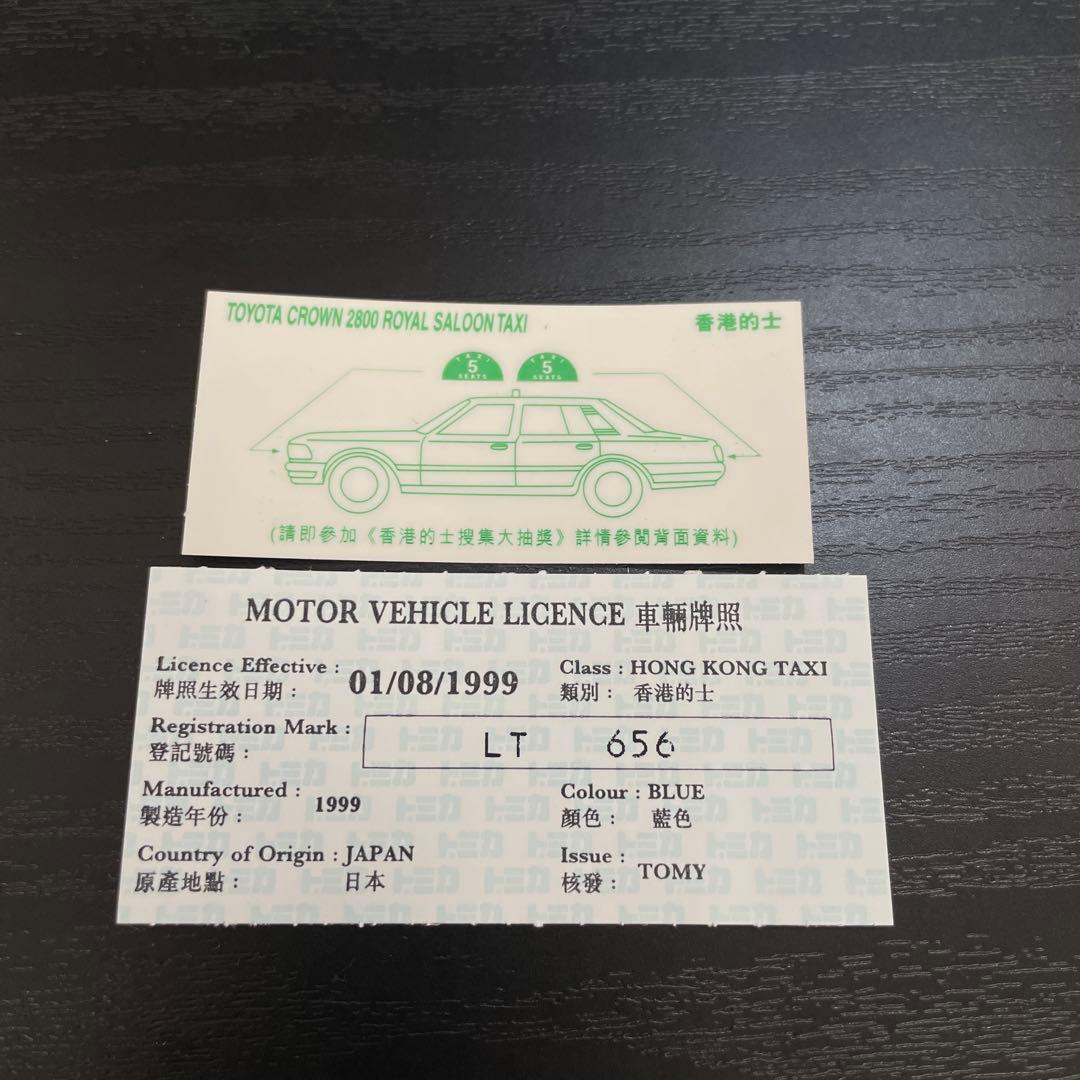 TOYOTA CROWN 2800 ROYAL SALOON TAXI 香港的士
TAXI TAXI
5 5
SEATS SEATS
(請即參加《香港的士搜集大抽獎》詳情參閱背面資料)
MOTOR VEHICLE LICENCE 車輛牌照
Licence Effective : 01/08/1999 Class : HONG KONG TAXI
牌照生效日期 : 類別 : 香港的士
Registration Mark : LT 656
登記號碼 :
Manufactured : 1999 Colour : BLUE
製造年份 : 顏色 : 藍色
Country of Origin : JAPAN Issue : TOMY
原產地點 : 日本 核發 :
トミカ